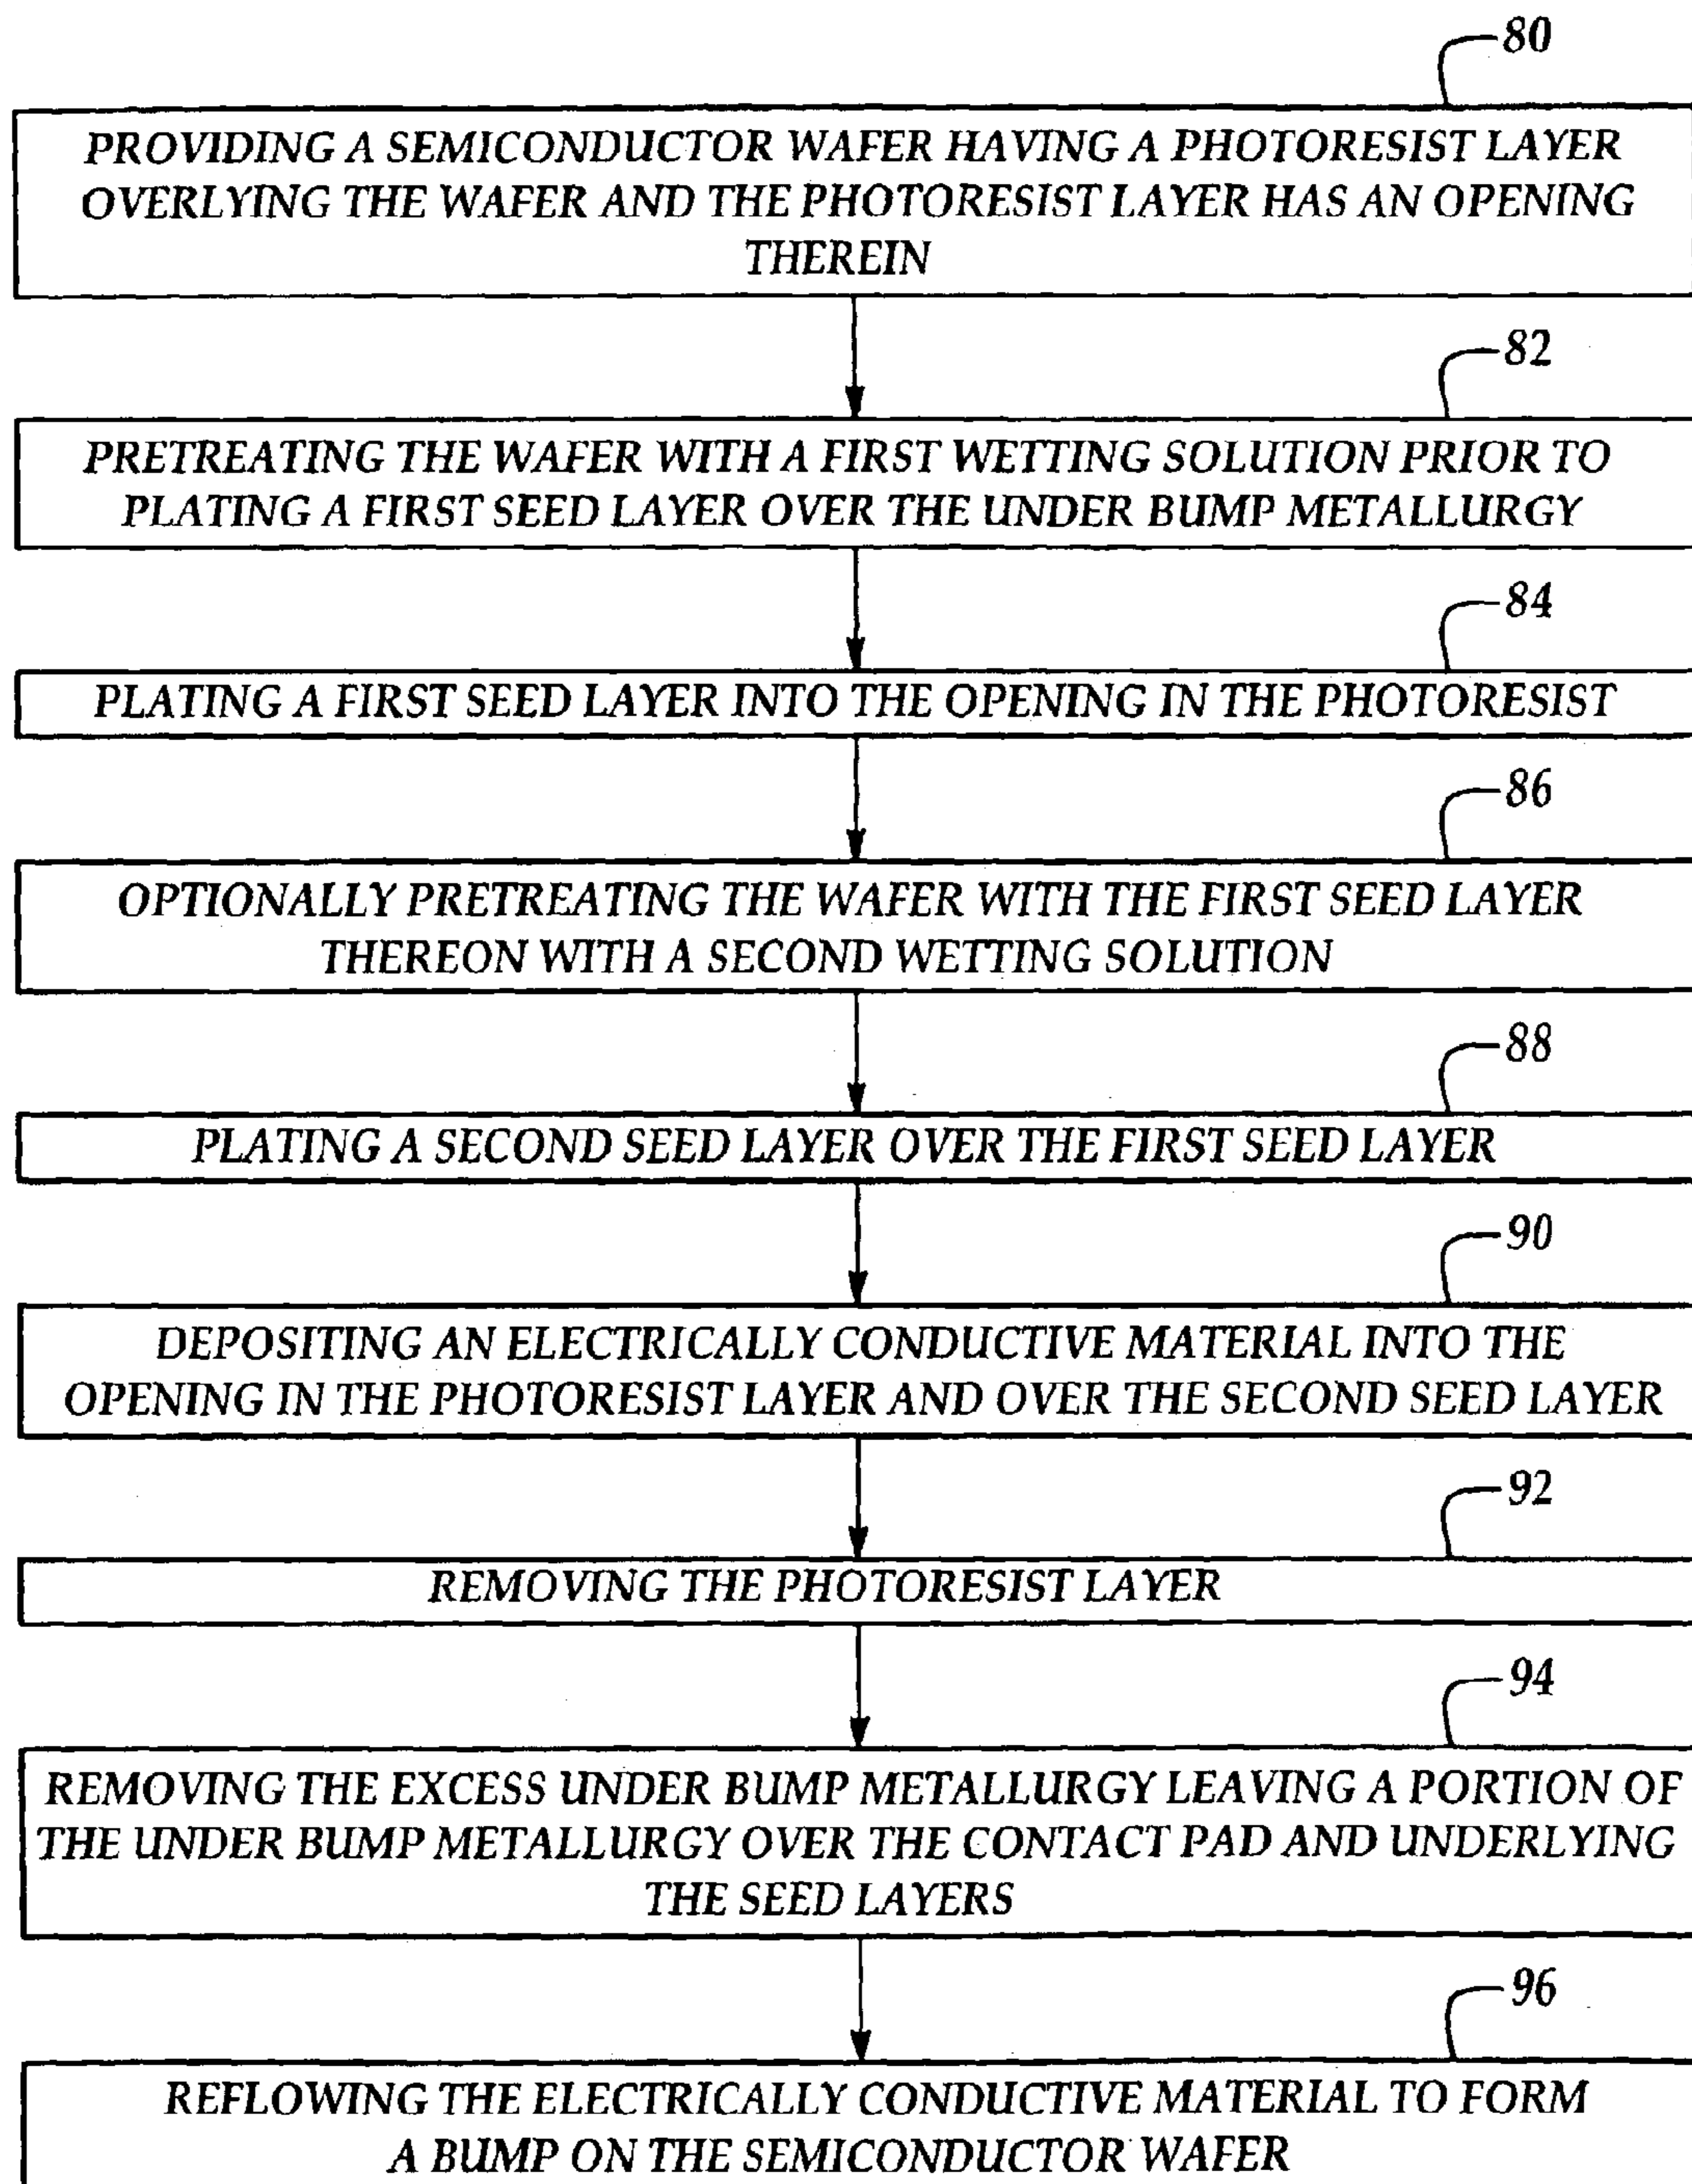 80
PROVIDING A SEMICONDUCTOR WAFER HAVING A PHOTORESIST LAYER
OVERLYING THE WAFER AND THE PHOTORESIST LAYER HAS AN OPENING
THEREIN
82
PRETREATING THE WAFER WITH A FIRST WETTING SOLUTION PRIOR TO
PLATING A FIRST SEED LAYER OVER THE UNDER BUMP METALLURGY
84
PLATING A FIRST SEED LAYER INTO THE OPENING IN THE PHOTORESIST
86
OPTIONALLY PRETREATING THE WAFER WITH THE FIRST SEED LAYER
THEREON WITH A SECOND WETTING SOLUTION
88
PLATING A SECOND SEED LAYER OVER THE FIRST SEED LAYER
90
DEPOSITING AN ELECTRICALLY CONDUCTIVE MATERIAL INTO THE
OPENING IN THE PHOTORESIST LAYER AND OVER THE SECOND SEED LAYER
92
REMOVING THE PHOTORESIST LAYER
94
REMOVING THE EXCESS UNDER BUMP METALLURGY LEAVING A PORTION OF
THE UNDER BUMP METALLURGY OVER THE CONTACT PAD AND UNDERLYING
THE SEED LAYERS
96
REFLOWING THE ELECTRICALLY CONDUCTIVE MATERIAL TO FORM
A BUMP ON THE SEMICONDUCTOR WAFER